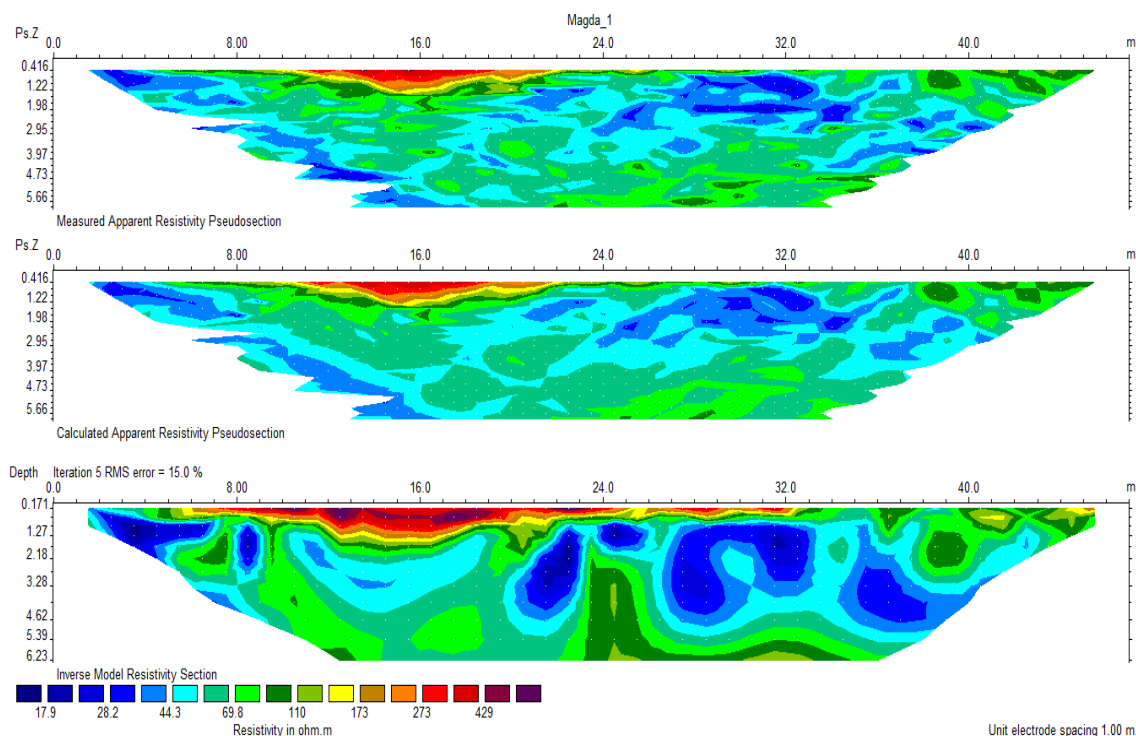 Magda_1
Ps.Z 0.0 8.00 16.0 24.0 32.0 40.0 m
0.416
1.22
1.98
2.95
3.97
4.73
5.66
Measured Apparent Resistivity Pseudosection
Ps.Z 0.0 8.00 16.0 24.0 32.0 40.0 m
0.416
1.22
1.98
2.95
3.97
4.73
5.66
Calculated Apparent Resistivity Pseudosection
Depth Iteration 5 RMS error = 15.0 %
0.0 8.00 16.0 24.0 32.0 40.0 m
0.171
1.27
2.18
3.28
4.62
5.39
6.23
Inverse Model Resistivity Section
17.9 28.2 44.3 69.8 110 173 273 429
Resistivity in ohm.m Unit electrode spacing 1.00 m.